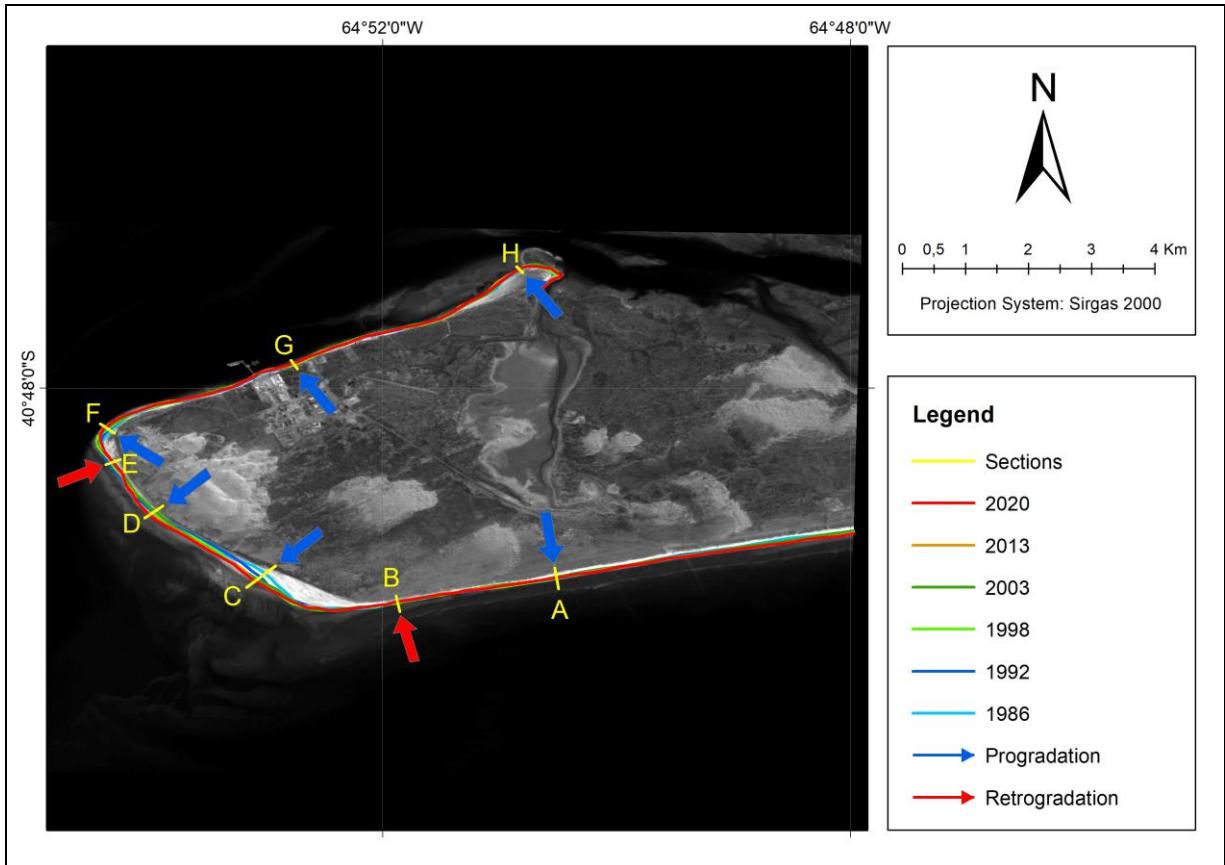 64°52'0"W
64°48'0"W
40°48'0"S
H
G
F
E
D
C
B
A
N
0 0,5 1 2 3 4 Km
Projection System: Sirgas 2000
Legend
Sections
2020
2013
2003
1998
1992
1986
Progradation
Retrogradation